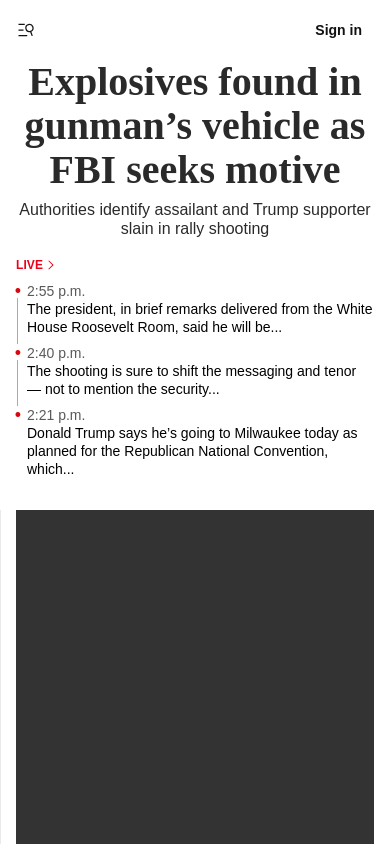 Sign in
Explosives found in
gunman’s vehicle as
FBI seeks motive
Authorities identify assailant and Trump supporter
slain in rally shooting
LIVE
2:55 p.m.
The president, in brief remarks delivered from the White
House Roosevelt Room, said he will be...
2:40 p.m.
The shooting is sure to shift the messaging and tenor
— not to mention the security...
2:21 p.m.
Donald Trump says he’s going to Milwaukee today as
planned for the Republican National Convention,
which...